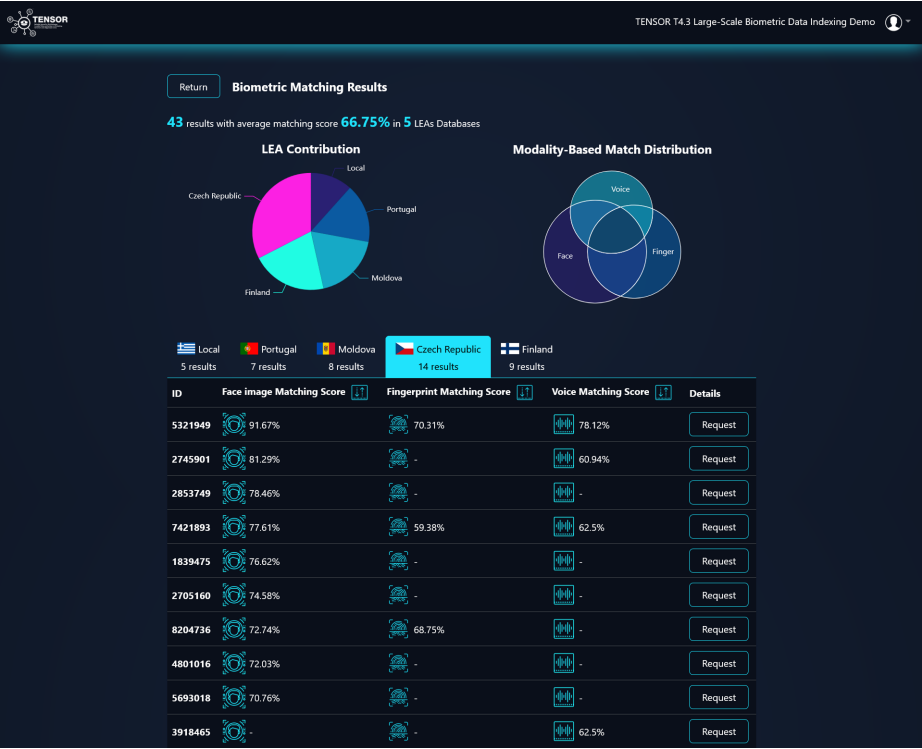 TENSOR
TENSOR T4.3 Large-Scale Biometric Data Indexing Demo
Return
Biometric Matching Results
43 results with average matching score 66.75% in 5 LEAs Databases
LEA Contribution
Modality-Based Match Distribution
Local
Czech Republic
Portugal
Moldova
Finland
Voice
Face
Finger
Local Portugal Moldova Czech Republic Finland
5 results 7 results 8 results 14 results 9 results
ID Face image Matching Score Fingerprint Matching Score Voice Matching Score Details
5321949 91.67% 70.31% 78.12% Request
2745901 81.29% - 60.94% Request
2853749 78.46% - - Request
7421893 77.61% 59.38% 62.5% Request
1839475 76.62% - - Request
2705160 74.58% - - Request
8204736 72.74% 68.75% - Request
4801016 72.03% - - Request
5693018 70.76% - - Request
3918465 - - 62.5% Request